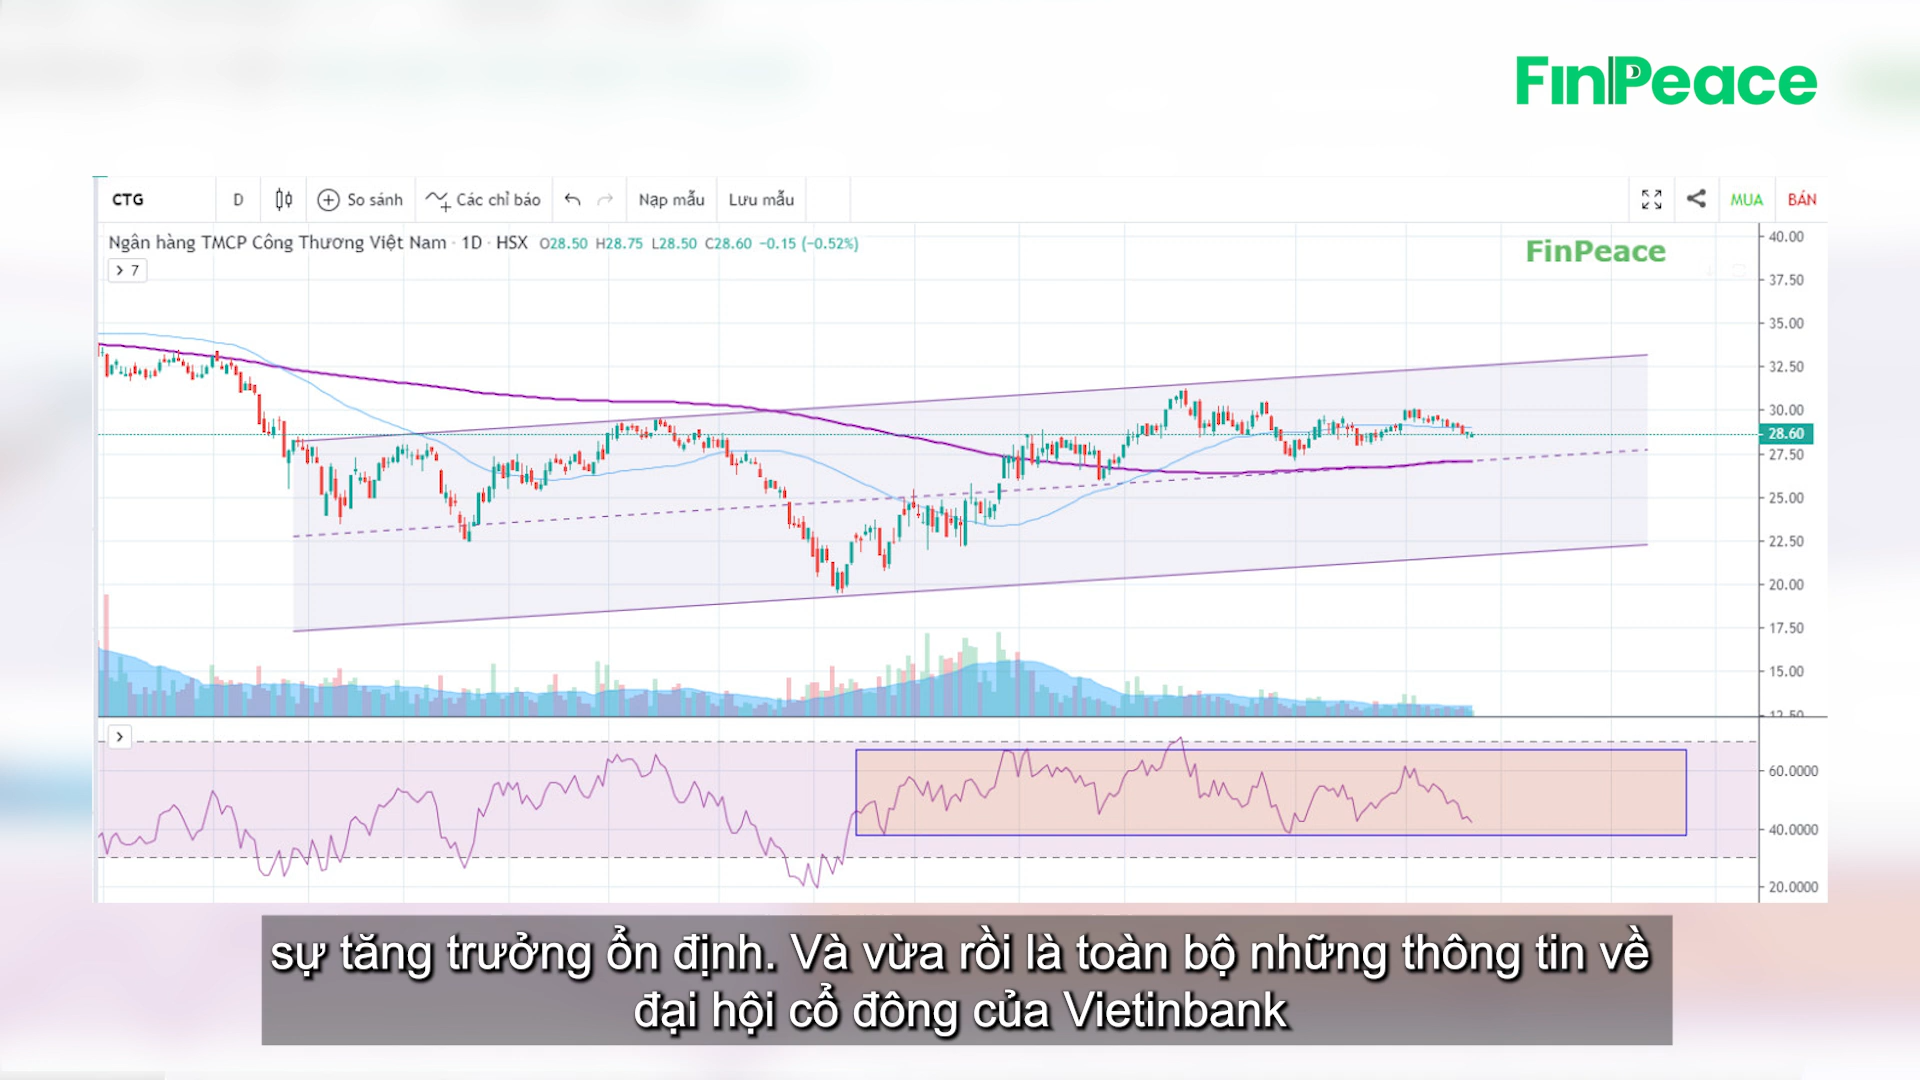 FinPeace
CTG D So sánh Các chỉ báo Nạp mẫu Lưu mẫu MUA BÁN
Ngân hàng TMCP Công Thương Việt Nam · 1D · HSX O28.50 H28.75 L28.50 C28.60 −0.15 (−0.52%)
7
FinPeace
40.00
37.50
35.00
32.50
30.00
28.60
27.50
25.00
22.50
20.00
17.50
15.00
12.50
60.0000
40.0000
20.0000
sự tăng trưởng ổn định. Và vừa rồi là toàn bộ những thông tin về
đại hội cổ đông của Vietinbank